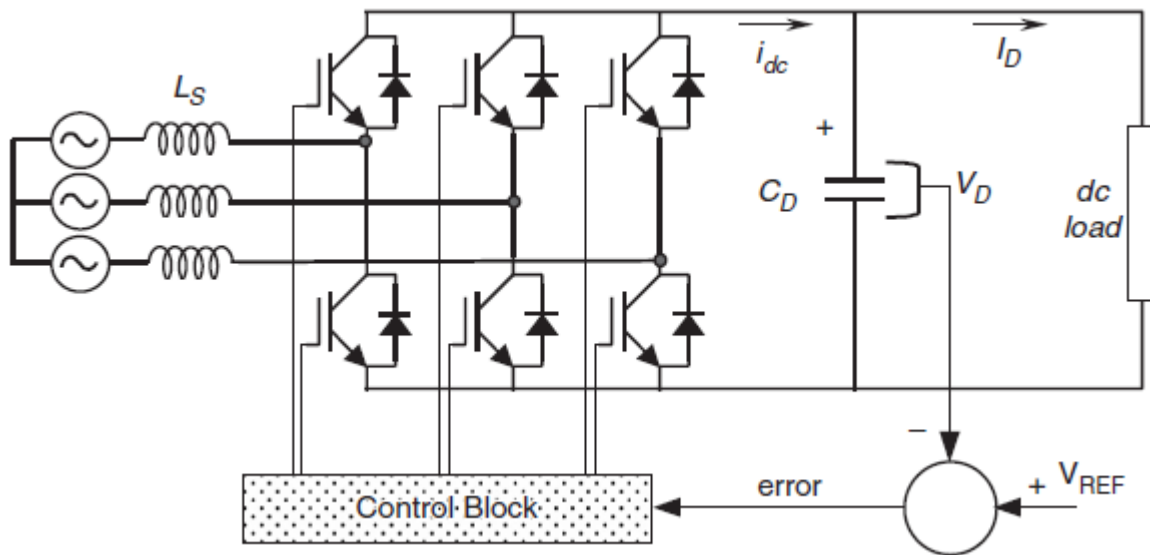 i_dc
I_D
L_S
+
C_D
V_D
dc
load
−
+ V_REF
error
Control Block